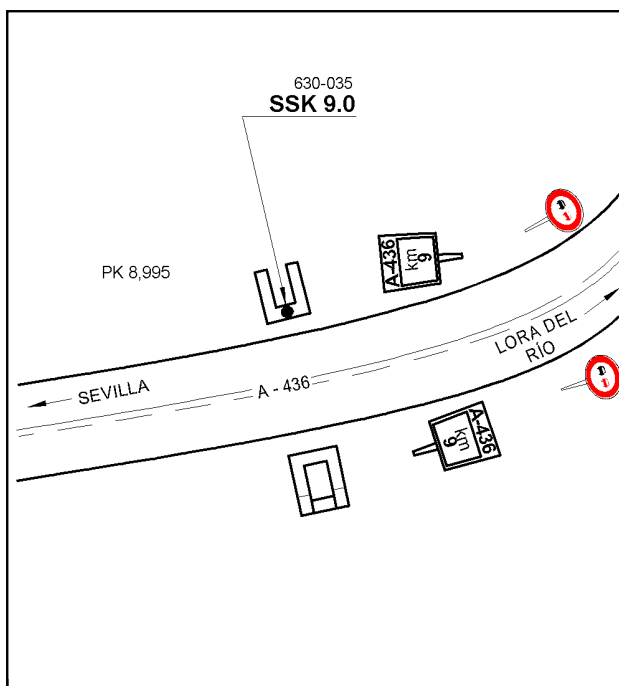 630-035
SSK 9.0
PK 8,995
A-436
km
9
SEVILLA
A - 436
LORA DEL
RÍO
A-436
km
9